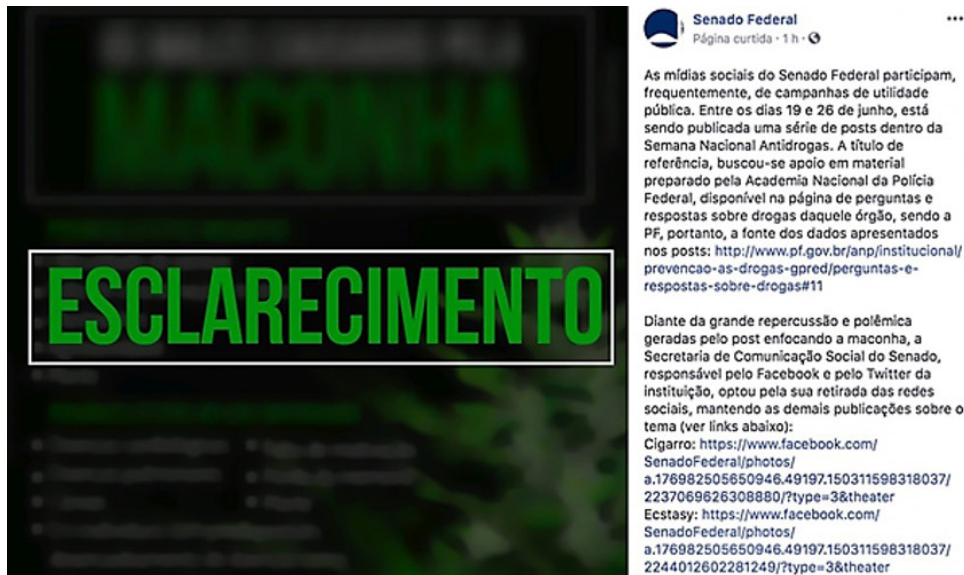 MACONHA
ESCLARECIMENTO
Senado Federal
Página curtida · 1 h ·
As mídias sociais do Senado Federal participam,
frequentemente, de campanhas de utilidade
pública. Entre os dias 19 e 26 de junho, está
sendo publicada uma série de posts dentro da
Semana Nacional Antidrogas. A título de
referência, buscou-se apoio em material
preparado pela Academia Nacional da Polícia
Federal, disponível na página de perguntas e
respostas sobre drogas daquele órgão, sendo a
PF, portanto, a fonte dos dados apresentados
nos posts: http://www.pf.gov.br/anp/institucional/
prevencao-as-drogas-gpred/perguntas-e-
respostas-sobre-drogas#11
Diante da grande repercussão e polêmica
geradas pelo post enfocando a maconha, a
Secretaria de Comunicação Social do Senado,
responsável pelo Facebook e pelo Twitter da
instituição, optou pela sua retirada das redes
sociais, mantendo as demais publicações sobre o
tema (ver links abaixo):
Cigarro: https://www.facebook.com/
SenadoFederal/photos/
a.176982505650946.49197.150311598318037/
2237069626308880/?type=3&theater
Ecstasy: https://www.facebook.com/
SenadoFederal/photos/
a.176982505650946.49197.150311598318037/
2244012602281249/?type=3&theater